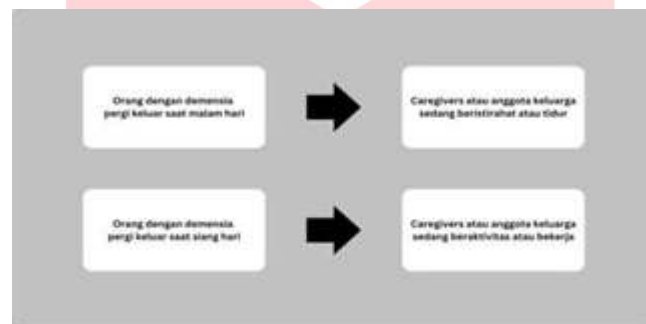 Orang dengan demensia
pergi keluar saat malam hari
Caregivers atau anggota keluarga
sedang beristirahat atau tidur
Orang dengan demensia
pergi keluar saat siang hari
Caregivers atau anggota keluarga
sedang beraktivitas atau bekerja